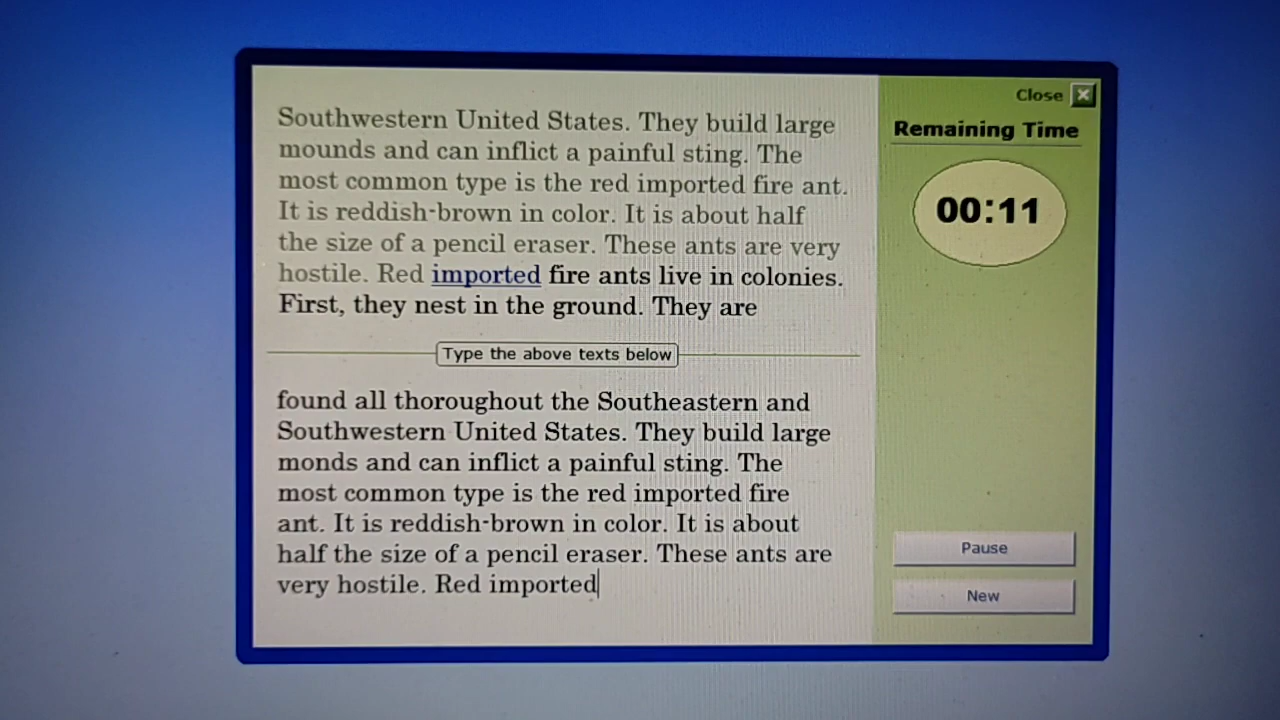 Close
Remaining Time
00:11
Southwestern United States. They build large
mounds and can inflict a painful sting. The
most common type is the red imported fire ant.
It is reddish-brown in color. It is about half
the size of a pencil eraser. These ants are very
hostile. Red imported fire ants live in colonies.
First, they nest in the ground. They are
Type the above texts below
found all thoroughout the Southeastern and
Southwestern United States. They build large
monds and can inflict a painful sting. The
most common type is the red imported fire
ant. It is reddish-brown in color. It is about
half the size of a pencil eraser. These ants are
very hostile. Red imported
Pause
New